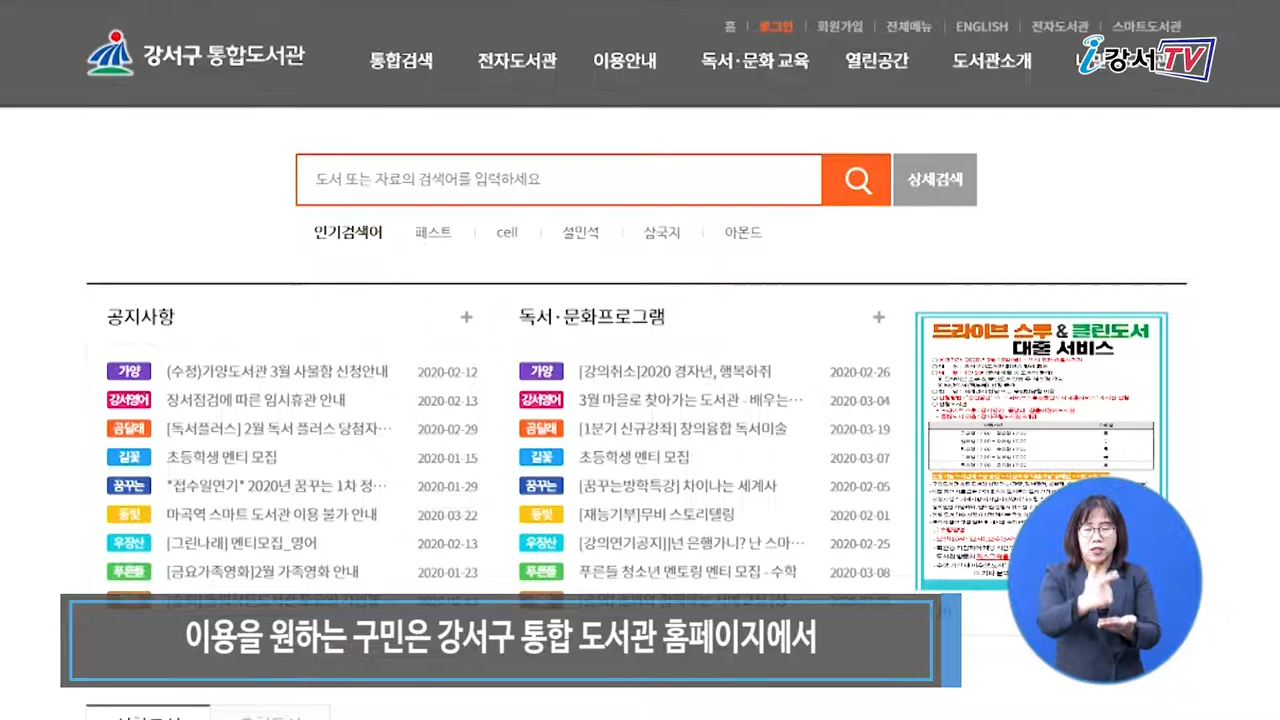 홈 로그인 회원가입 전체메뉴 ENGLISH 전자도서관 스마트도서관
강서구 통합도서관
통합검색 전자도서관 이용안내 독서·문화 교육 열린공간 도서관소개
i강서TV
도서 또는 자료의 검색어를 입력하세요
상세검색
인기검색어 페스트 cell 설민석 삼국지 아몬드
공지사항 +
가양 (수정)가양도서관 3월 사물함 신청안내 2020-02-12
강서영어 장서점검에 따른 임시휴관 안내 2020-02-13
곰달래 [독서플러스] 2월 독서 플러스 당첨자… 2020-02-29
길꽃 초등학생 멘티 모집 2020-01-15
꿈꾸는 *접수일연기* 2020년 꿈꾸는 1차 정… 2020-01-29
등빛 마곡역 스마트 도서관 이용 불가 안내 2020-03-22
우장산 [그린나래] 멘티모집_영어 2020-02-13
푸른들 [금요가족영화]2월 가족영화 안내 2020-01-23
독서·문화프로그램 +
가양 [강의취소]2020 경자년, 행복하쥐 2020-02-26
강서영어 3월 마을로 찾아가는 도서관 - 배우는… 2020-03-04
곰달래 [1분기 신규강좌] 창의융합 독서미술 2020-03-19
길꽃 초등학생 멘티 모집 2020-03-07
꿈꾸는 [꿈꾸는방학특강] 차이나는 세계사 2020-02-05
등빛 [재능기부]무비 스토리텔링 2020-02-01
우장산 [강의연기공지]]넌 은행가니? 난 스마… 2020-02-25
푸른들 푸른들 청소년 멘토링 멘티 모집 - 수학 2020-03-08
드라이브 스루 & 클린도서
대출 서비스
이용을 원하는 구민은 강서구 통합 도서관 홈페이지에서